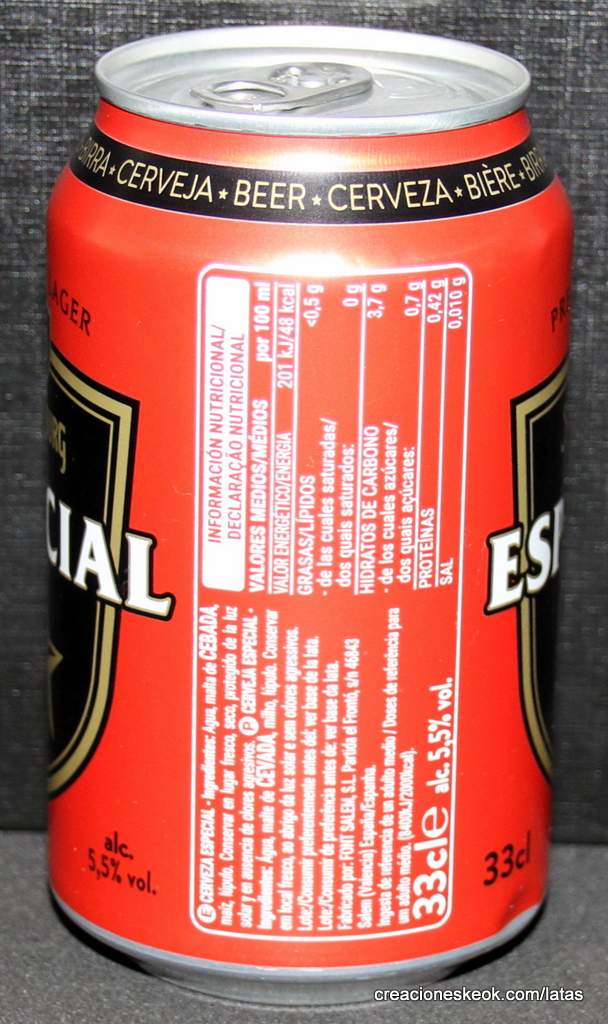 BIRRA★CERVEJA★BEER★CERVEZA★BIÈRE★BIR
LAGER
PR
RG
CIAL
ESP
INFORMACIÓN NUTRICIONAL/
DECLARAÇÃO NUTRICIONAL
VALORES MEDIOS/MÉDIOS por 100 ml
VALOR ENERGÉTICO/ENERGIA 201 kJ/48 kcal
GRASAS/LÍPIDOS <0,5 g
- de las cuales saturadas/
dos quais saturados: 0 g
HIDRATOS DE CARBONO 3,7 g
- de los cuales azúcares/
dos quais açúcares: 0,7 g
PROTEÍNAS 0,42 g
SAL 0,010 g
E CERVEZA ESPECIAL - Ingredientes: Agua, malta de CEBADA,
maíz, lúpulo. Conservar en lugar fresco, seco, protegido de la luz
solar y en ausencia de olores agresivos. P CERVEJA ESPECIAL -
Ingredientes: Água, malte de CEVADA, milho, lúpulo. Conservar
em local fresco, ao abrigo da luz solar e sem odores agressivos.
Lote/Consumir preferentemente antes del: ver base de la lata.
Lote/Consumir de preferência antes de: ver base da lata.
Fabricado por: FONT SALEM, S.L. Partida el Frontó, s/n 46843
Salem (Valencia) España/Espanha.
Ingesta de referencia de un adulto medio / Doses de referência para
um adulto médio. (8400kJ/2000kcal).
33cl e alc. 5,5% vol.
alc.
5,5% vol.
33cl
creacioneskeok.com/latas